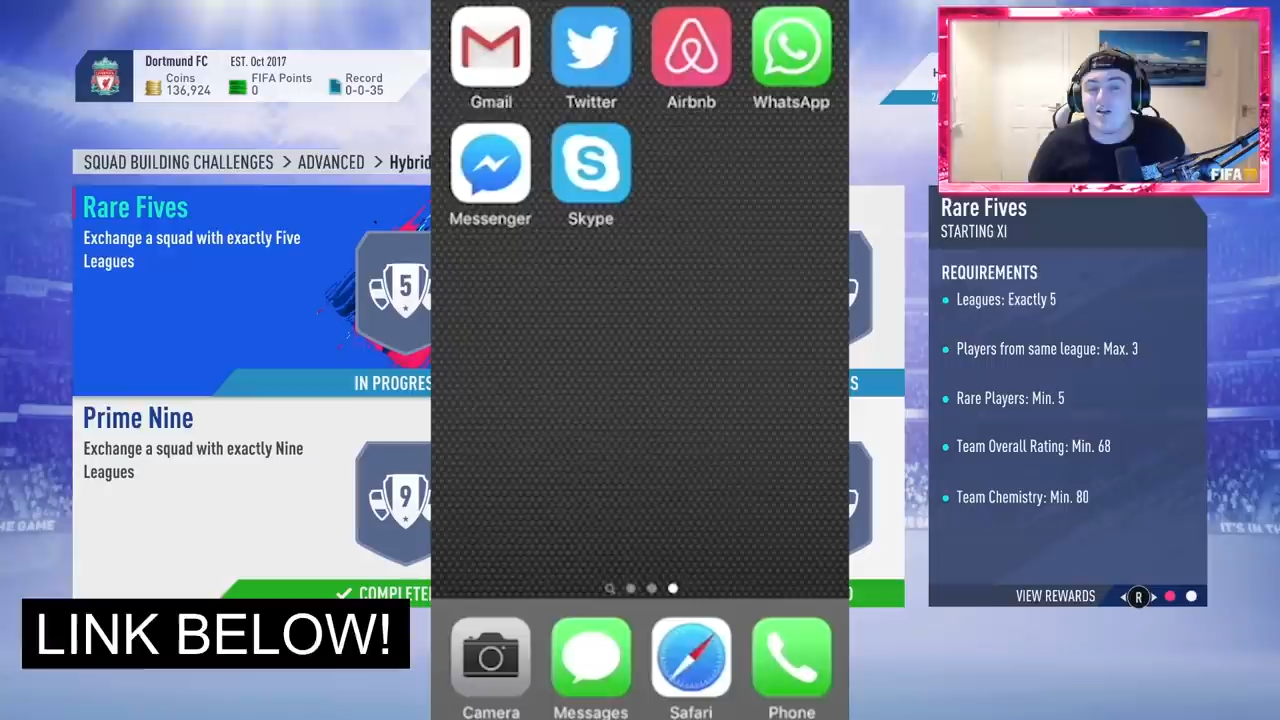 Dortmund FC EST. Oct 2017
Coins FIFA Points Record
136,924 0 0-0-35
SQUAD BUILDING CHALLENGES > ADVANCED > Hybrid
Rare Fives
Exchange a squad with exactly Five
Leagues
5
IN PROGRES
Prime Nine
Exchange a squad with exactly Nine
Leagues
9
COMPLETE
LINK BELOW!
Gmail Twitter Airbnb WhatsApp
Messenger Skype
Camera Messages Safari Phone
FIFA
Rare Fives
STARTING XI
REQUIREMENTS
Leagues: Exactly 5
Players from same league: Max. 3
Rare Players: Min. 5
Team Overall Rating: Min. 68
Team Chemistry: Min. 80
VIEW REWARDS R